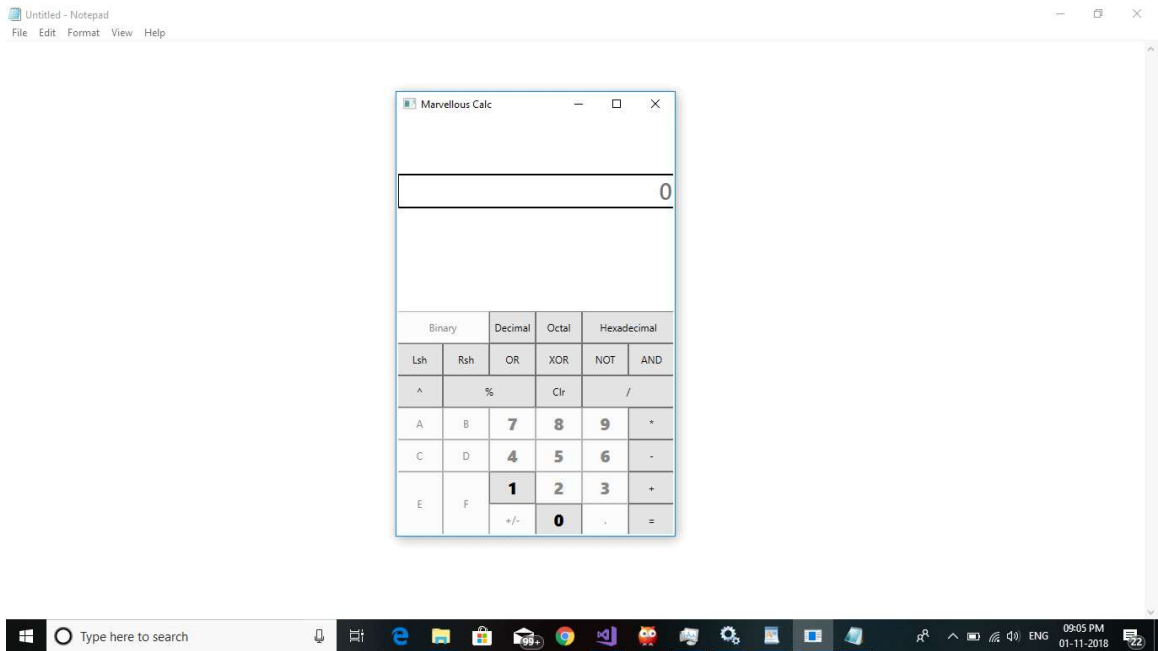 Untitled - Notepad
File Edit Format View Help
Marvellous Calc
0
Binary Decimal Octal Hexadecimal
Lsh Rsh OR XOR NOT AND
^ % Clr /
A B 7 8 9 *
C D 4 5 6 -
E F 1 2 3 +
+/- 0 . =
Type here to search
99+
ENG
09:05 PM
01-11-2018
22